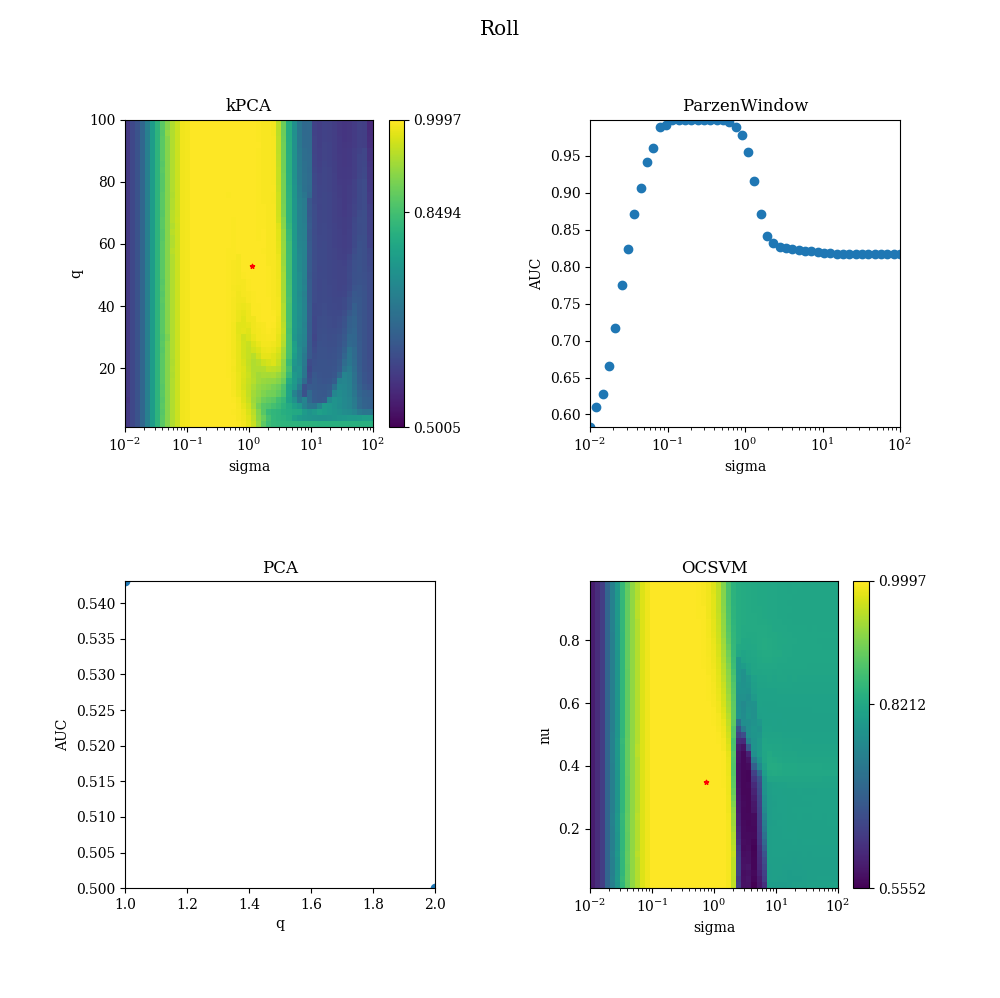 Roll
kPCA
100
80
60
40
20
q
10⁻² 10⁻¹ 10⁰ 10¹ 10²
sigma
0.9997
0.8494
0.5005
ParzenWindow
0.95
0.90
0.85
0.80
0.75
0.70
0.65
0.60
AUC
10⁻² 10⁻¹ 10⁰ 10¹ 10²
sigma
PCA
0.540
0.535
0.530
0.525
0.520
0.515
0.510
0.505
0.500
AUC
1.0 1.2 1.4 1.6 1.8 2.0
q
OCSVM
0.8
0.6
0.4
0.2
nu
10⁻² 10⁻¹ 10⁰ 10¹ 10²
sigma
0.9997
0.8212
0.5552